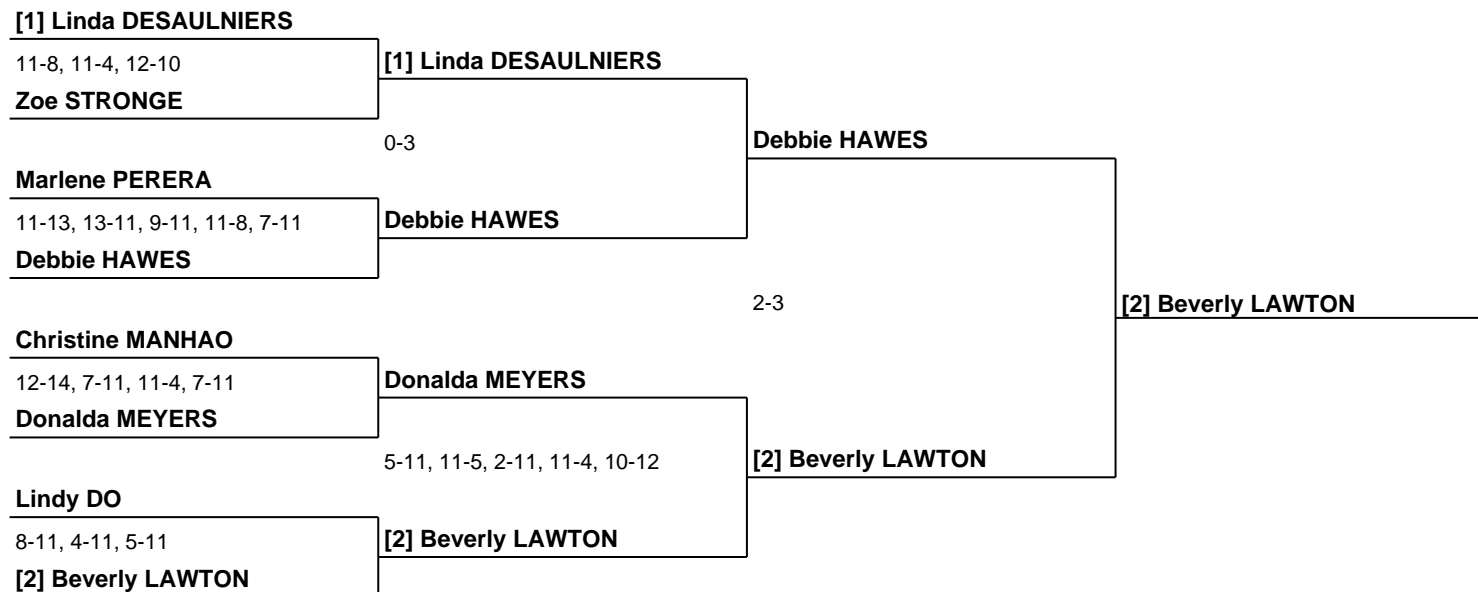 [1] Linda DESAULNIERS
11-8, 11-4, 12-10
[1] Linda DESAULNIERS
Zoe STRONGE
0-3
Debbie HAWES
Marlene PERERA
11-13, 13-11, 9-11, 11-8, 7-11
Debbie HAWES
Debbie HAWES
2-3
[2] Beverly LAWTON
Christine MANHAO
12-14, 7-11, 11-4, 7-11
Donalda MEYERS
Donalda MEYERS
5-11, 11-5, 2-11, 11-4, 10-12
[2] Beverly LAWTON
Lindy DO
8-11, 4-11, 5-11
[2] Beverly LAWTON
[2] Beverly LAWTON